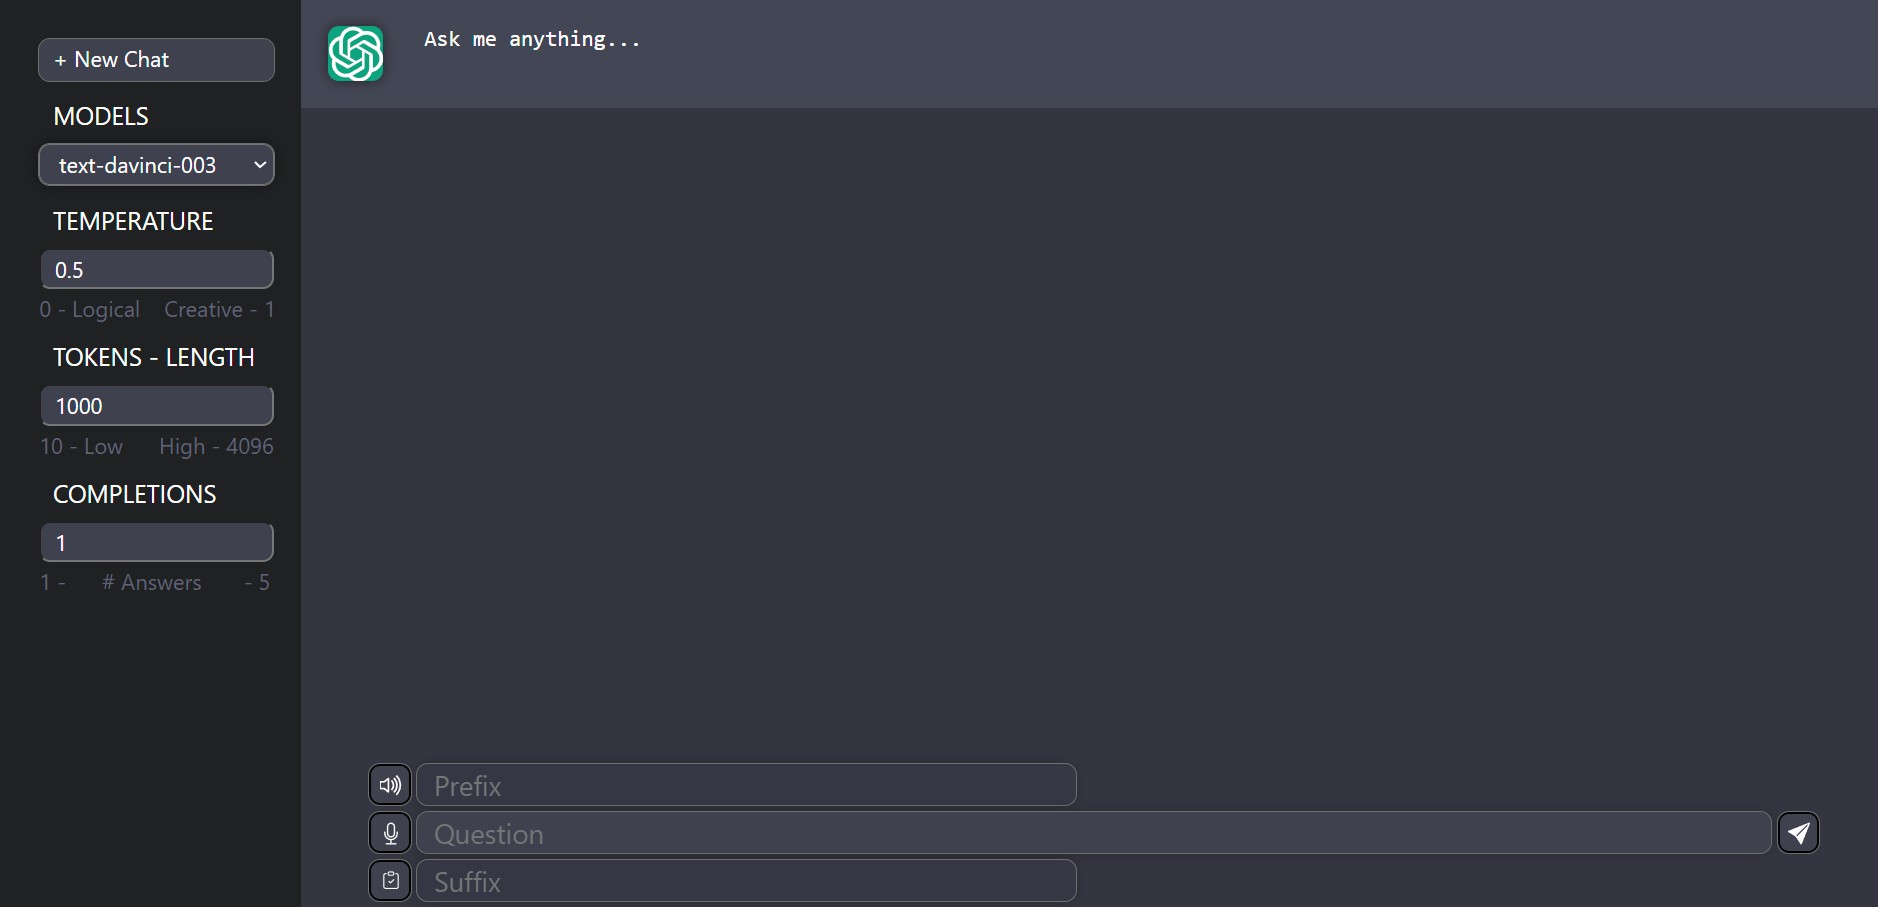 + New Chat
MODELS
text-davinci-003
TEMPERATURE
0.5
0 - Logical Creative - 1
TOKENS - LENGTH
1000
10 - Low High - 4096
COMPLETIONS
1
1 - # Answers - 5
Ask me anything...
Prefix
Question
Suffix